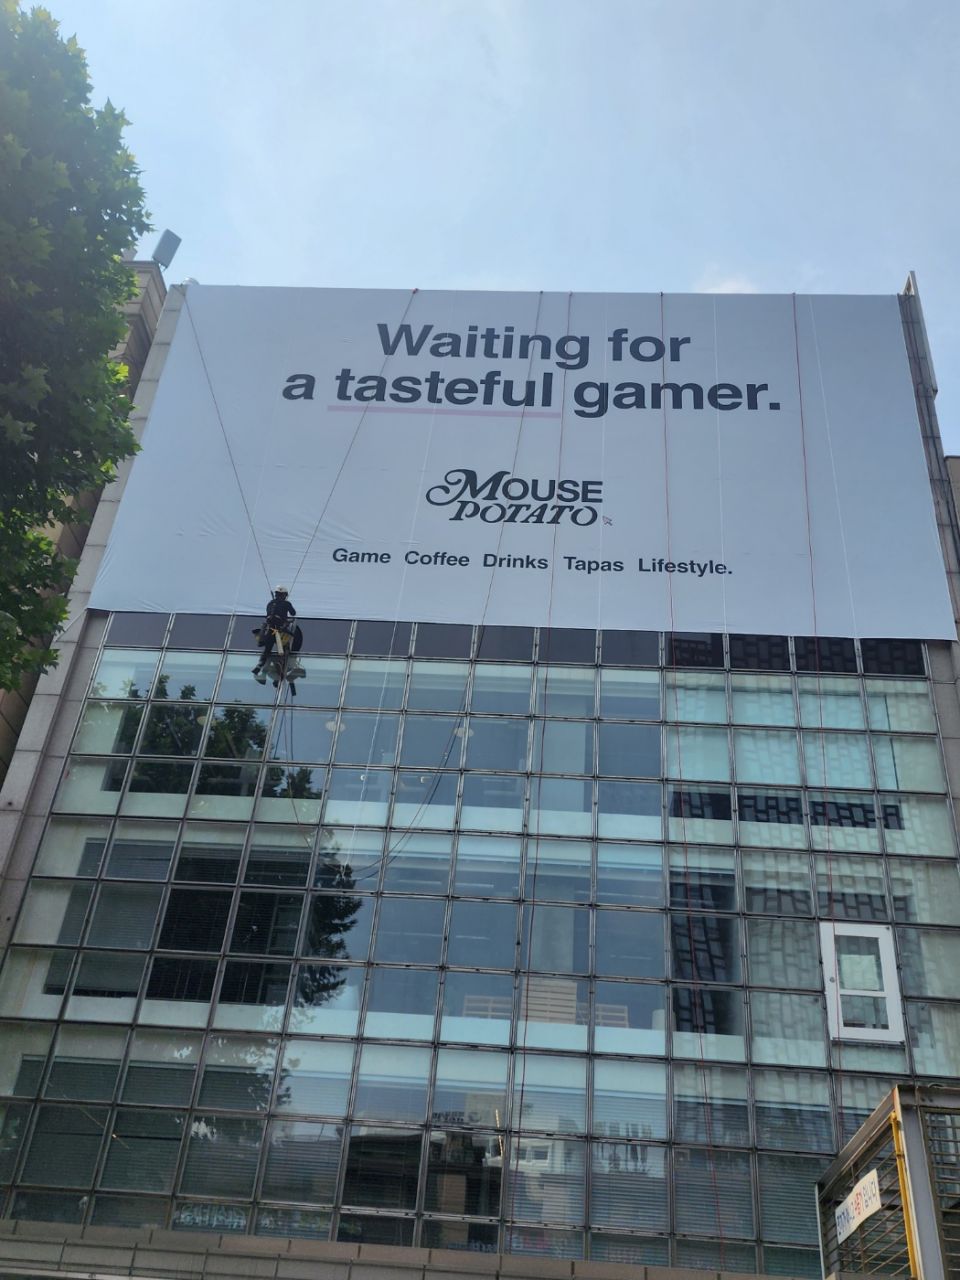 Waiting for
a tasteful gamer.
MOUSE
POTATO
Game Coffee Drinks Tapas Lifestyle.